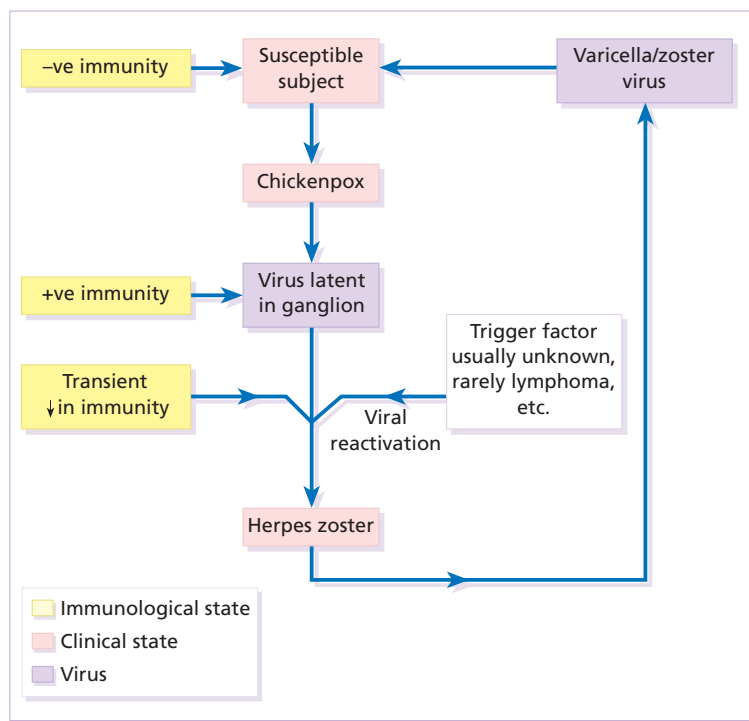 –ve immunity
Susceptible
subject
Varicella/zoster
virus
Chickenpox
+ve immunity
Virus latent
in ganglion
Transient
↓ in immunity
Trigger factor
usually unknown,
rarely lymphoma,
etc.
Viral
reactivation
Herpes zoster
Immunological state
Clinical state
Virus